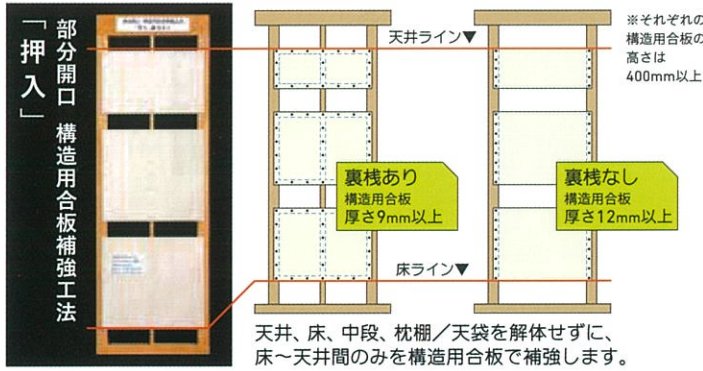 部分開口 構造用合板補強工法
「押入」
天井ライン▼
※それぞれの
構造用合板の
高さは
400mm以上
裏桟あり
構造用合板
厚さ9mm以上
裏桟なし
構造用合板
厚さ12mm以上
床ライン▼
天井、床、中段、枕棚／天袋を解体せずに、
床～天井間のみを構造用合板で補強します。